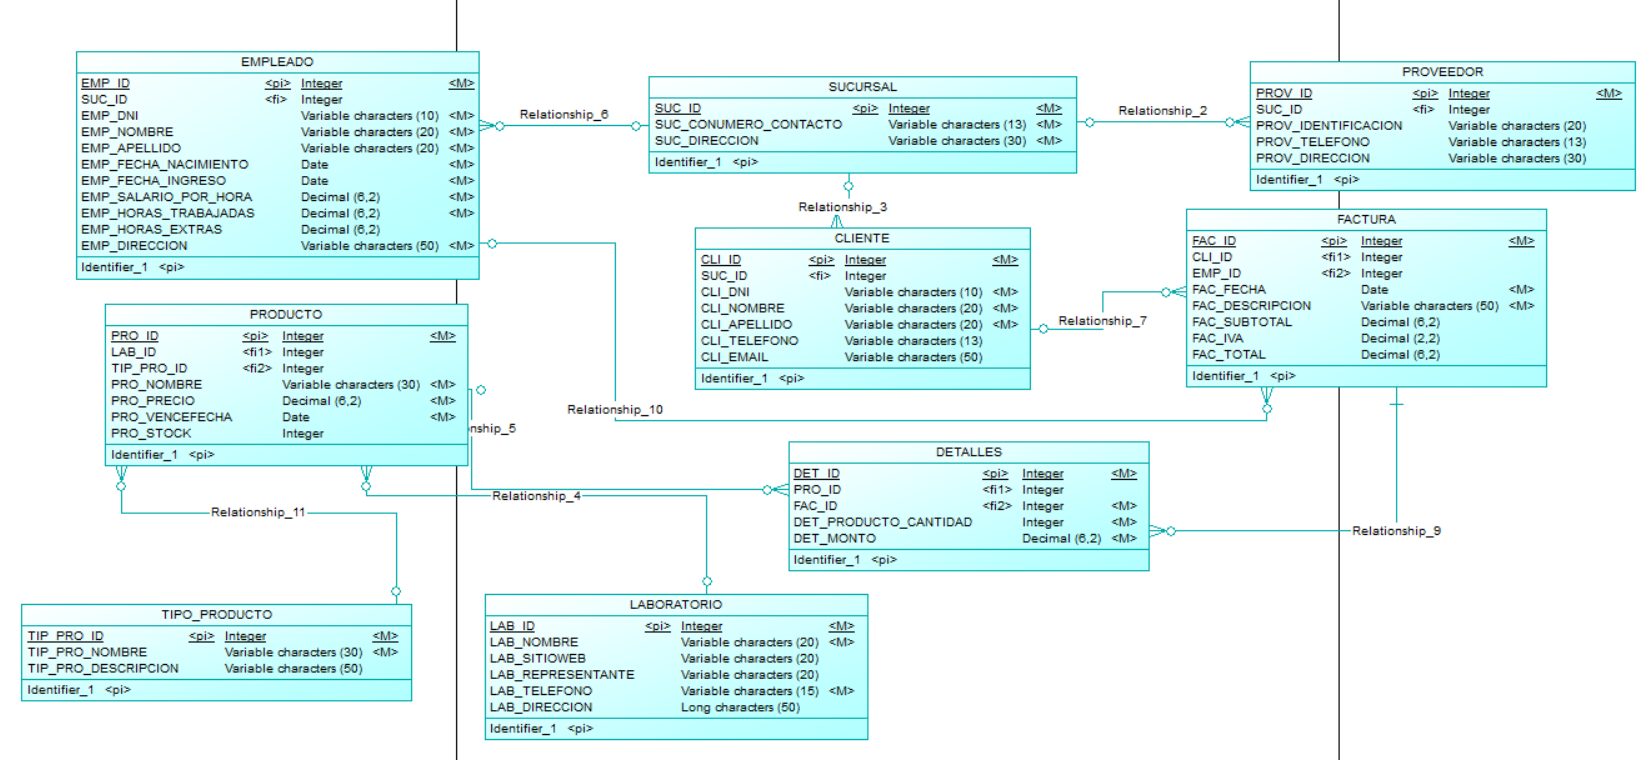 EMPLEADO
EMP_ID <pi> Integer <M>
SUC_ID <fi> Integer
EMP_DNI Variable characters (10) <M>
EMP_NOMBRE Variable characters (20) <M>
EMP_APELLIDO Variable characters (20) <M>
EMP_FECHA_NACIMIENTO Date <M>
EMP_FECHA_INGRESO Date <M>
EMP_SALARIO_POR_HORA Decimal (6,2) <M>
EMP_HORAS_TRABAJADAS Decimal (6,2) <M>
EMP_HORAS_EXTRAS Decimal (6,2)
EMP_DIRECCION Variable characters (50) <M>
Identifier_1 <pi>
Relationship_6
SUCURSAL
SUC_ID <pi> Integer <M>
SUC_CONUMERO_CONTACTO Variable characters (13) <M>
SUC_DIRECCION Variable characters (30) <M>
Identifier_1 <pi>
Relationship_2
PROVEEDOR
PROV_ID <pi> Integer <M>
SUC_ID <fi> Integer
PROV_IDENTIFICACION Variable characters (20)
PROV_TELEFONO Variable characters (13)
PROV_DIRECCION Variable characters (30)
Identifier_1 <pi>
Relationship_3
CLIENTE
CLI_ID <pi> Integer <M>
SUC_ID <fi> Integer
CLI_DNI Variable characters (10) <M>
CLI_NOMBRE Variable characters (20) <M>
CLI_APELLIDO Variable characters (20) <M>
CLI_TELEFONO Variable characters (13)
CLI_EMAIL Variable characters (50)
Identifier_1 <pi>
Relationship_7
FACTURA
FAC_ID <pi> Integer <M>
CLI_ID <fi1> Integer
EMP_ID <fi2> Integer
FAC_FECHA Date <M>
FAC_DESCRIPCION Variable characters (50) <M>
FAC_SUBTOTAL Decimal (6,2)
FAC_IVA Decimal (2,2)
FAC_TOTAL Decimal (6,2)
Identifier_1 <pi>
PRODUCTO
PRO_ID <pi> Integer <M>
LAB_ID <fi1> Integer
TIP_PRO_ID <fi2> Integer
PRO_NOMBRE Variable characters (30) <M>
PRO_PRECIO Decimal (6,2) <M>
PRO_VENCEFECHA Date <M>
PRO_STOCK Integer
Identifier_1 <pi>
Relationship_10
nship_5
DETALLES
DET_ID <pi> Integer <M>
PRO_ID <fi1> Integer
FAC_ID <fi2> Integer <M>
DET_PRODUCTO_CANTIDAD Integer <M>
DET_MONTO Decimal (6,2) <M>
Identifier_1 <pi>
Relationship_4
Relationship_11
Relationship_9
TIPO_PRODUCTO
TIP_PRO_ID <pi> Integer <M>
TIP_PRO_NOMBRE Variable characters (30) <M>
TIP_PRO_DESCRIPCION Variable characters (50)
Identifier_1 <pi>
LABORATORIO
LAB_ID <pi> Integer <M>
LAB_NOMBRE Variable characters (20) <M>
LAB_SITIOWEB Variable characters (20)
LAB_REPRESENTANTE Variable characters (20)
LAB_TELEFONO Variable characters (15) <M>
LAB_DIRECCION Long characters (50)
Identifier_1 <pi>